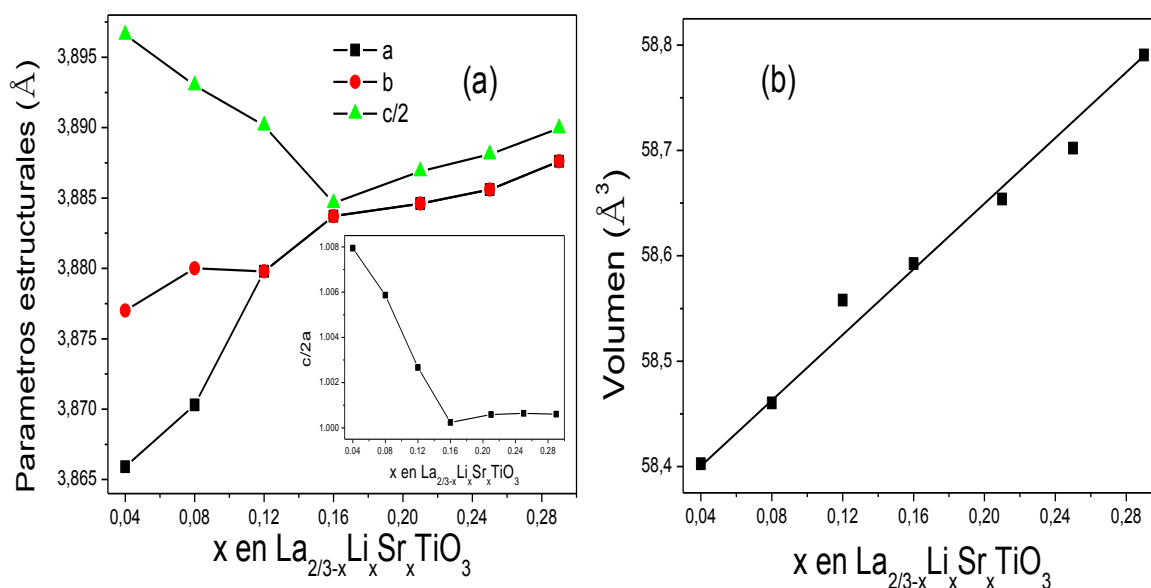 3,895
3,890
3,885
3,880
3,875
3,870
3,865
Parametros estructurales (Å)
a
b
c/2
(a)
1.008
1.006
1.004
1.002
1.000
c/2a
0.04 0.08 0.12 0.16 0.20 0.24 0.28
x en La2/3-xLixSrxTiO3
0,04 0,08 0,12 0,16 0,20 0,24 0,28
x en La2/3-xLixSrxTiO3
58,8
58,7
58,6
58,5
58,4
Volumen (Å3)
(b)
0,04 0,08 0,12 0,16 0,20 0,24 0,28
x en La2/3-xLixSrxTiO3